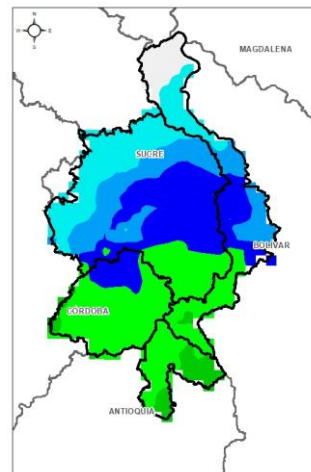 N
W E
S
MAGDALENA
SUCRE
BOLIVAR
CORDOBA
ANTIOQUIA